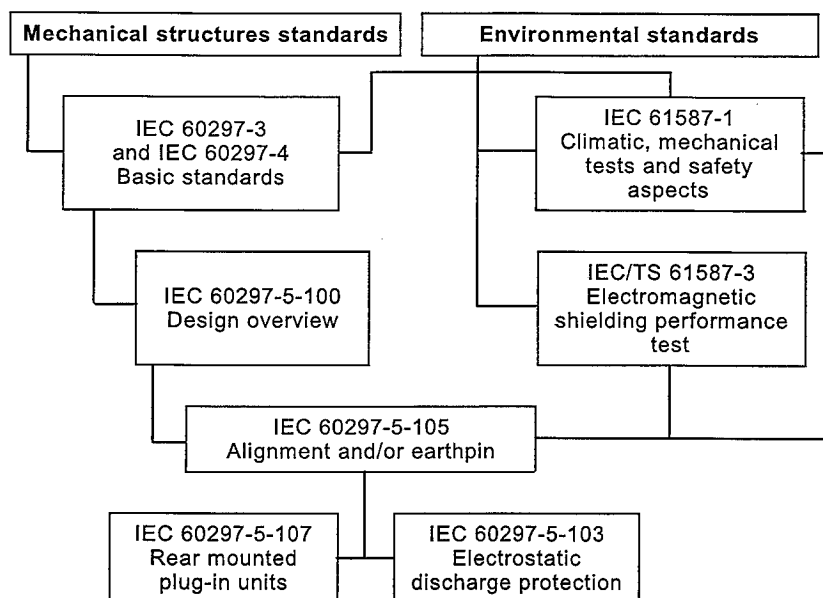 Mechanical structures standards
Environmental standards
IEC 60297-3
and IEC 60297-4
Basic standards
IEC 61587-1
Climatic, mechanical
tests and safety
aspects
IEC 60297-5-100
Design overview
IEC/TS 61587-3
Electromagnetic
shielding performance
test
IEC 60297-5-105
Alignment and/or earthpin
IEC 60297-5-107
Rear mounted
plug-in units
IEC 60297-5-103
Electrostatic
discharge protection